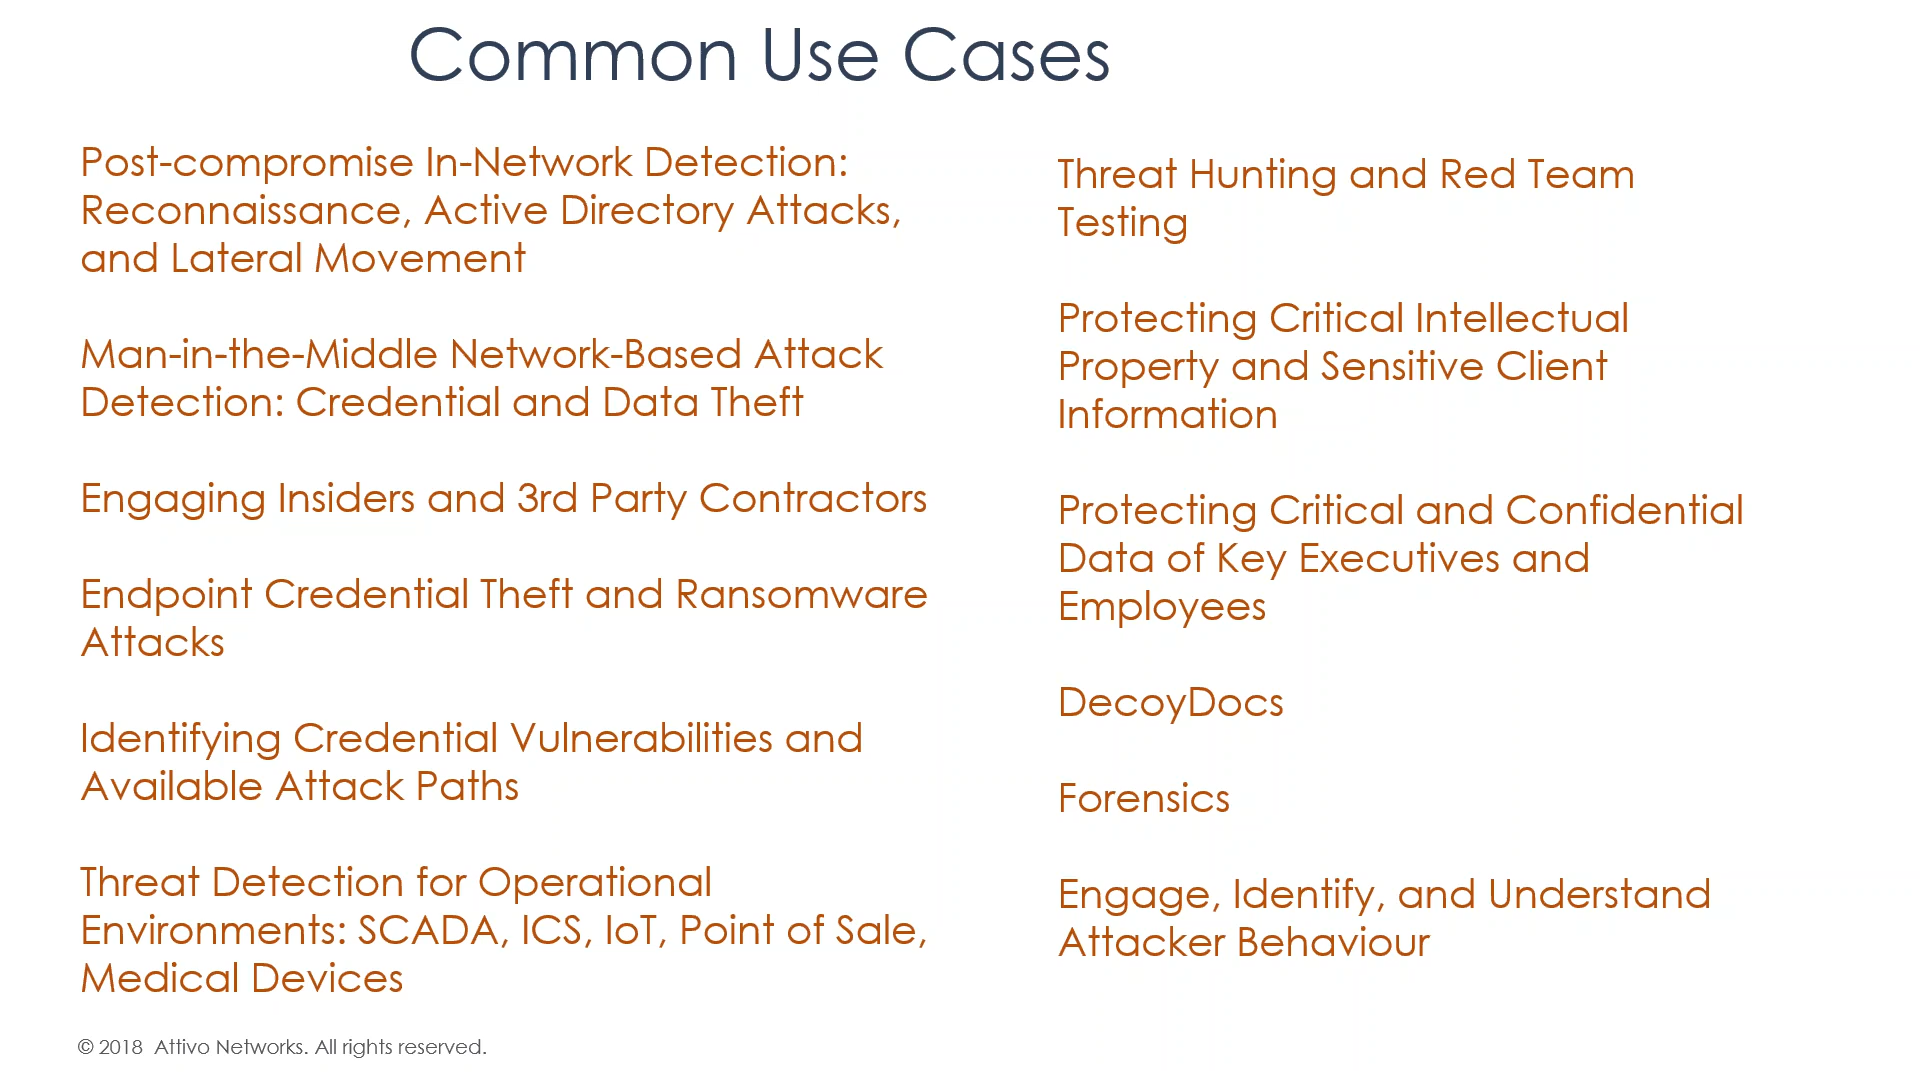 Common Use Cases
Post-compromise In-Network Detection:
Reconnaissance, Active Directory Attacks,
and Lateral Movement
Man-in-the-Middle Network-Based Attack
Detection: Credential and Data Theft
Engaging Insiders and 3rd Party Contractors
Endpoint Credential Theft and Ransomware
Attacks
Identifying Credential Vulnerabilities and
Available Attack Paths
Threat Detection for Operational
Environments: SCADA, ICS, IoT, Point of Sale,
Medical Devices
Threat Hunting and Red Team
Testing
Protecting Critical Intellectual
Property and Sensitive Client
Information
Protecting Critical and Confidential
Data of Key Executives and
Employees
DecoyDocs
Forensics
Engage, Identify, and Understand
Attacker Behaviour
© 2018 Attivo Networks. All rights reserved.